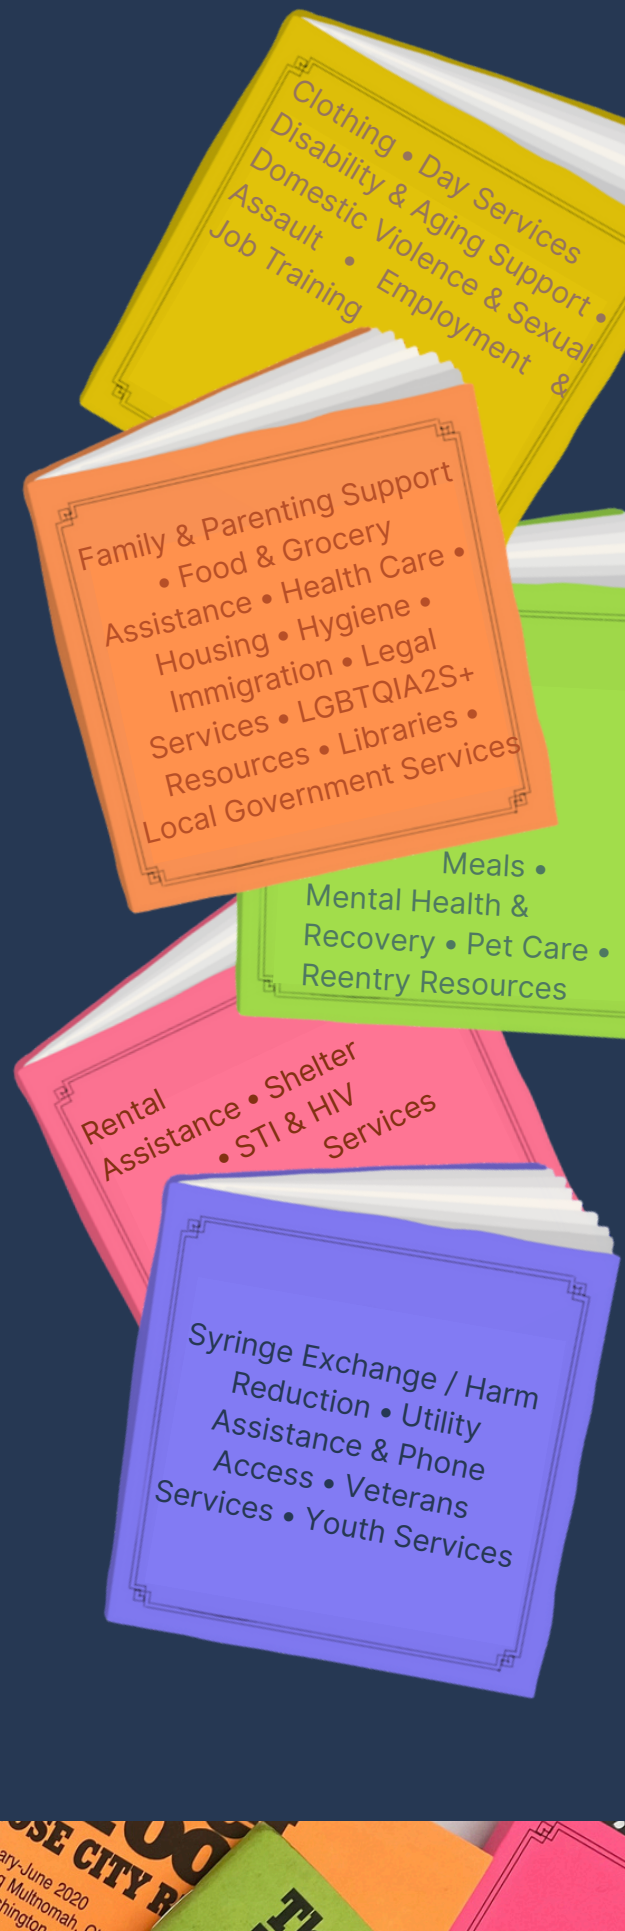 Clothing • Day Services
Disability & Aging Support •
Domestic Violence & Sexual
Assault • Employment &
Job Training
Family & Parenting Support
• Food & Grocery
Assistance • Health Care •
Housing • Hygiene •
Immigration • Legal
Services • LGBTQIA2S+
Resources • Libraries •
Local Government Services
Meals •
Mental Health &
Recovery • Pet Care •
Reentry Resources
Rental
Assistance • Shelter
• STI & HIV
Services
Syringe Exchange / Harm
Reduction • Utility
Assistance & Phone
Access • Veterans
Services • Youth Services
OSE CITY R
ary-June 2020
Multnomah,